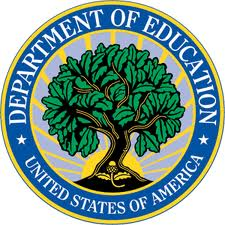 DEPARTMENT OF EDUCATION
UNITED STATES OF AMERICA